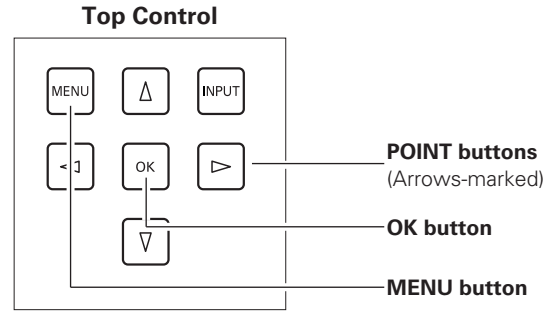 Top Control
MENU
INPUT
OK
POINT buttons
(Arrows-marked)
OK button
MENU button